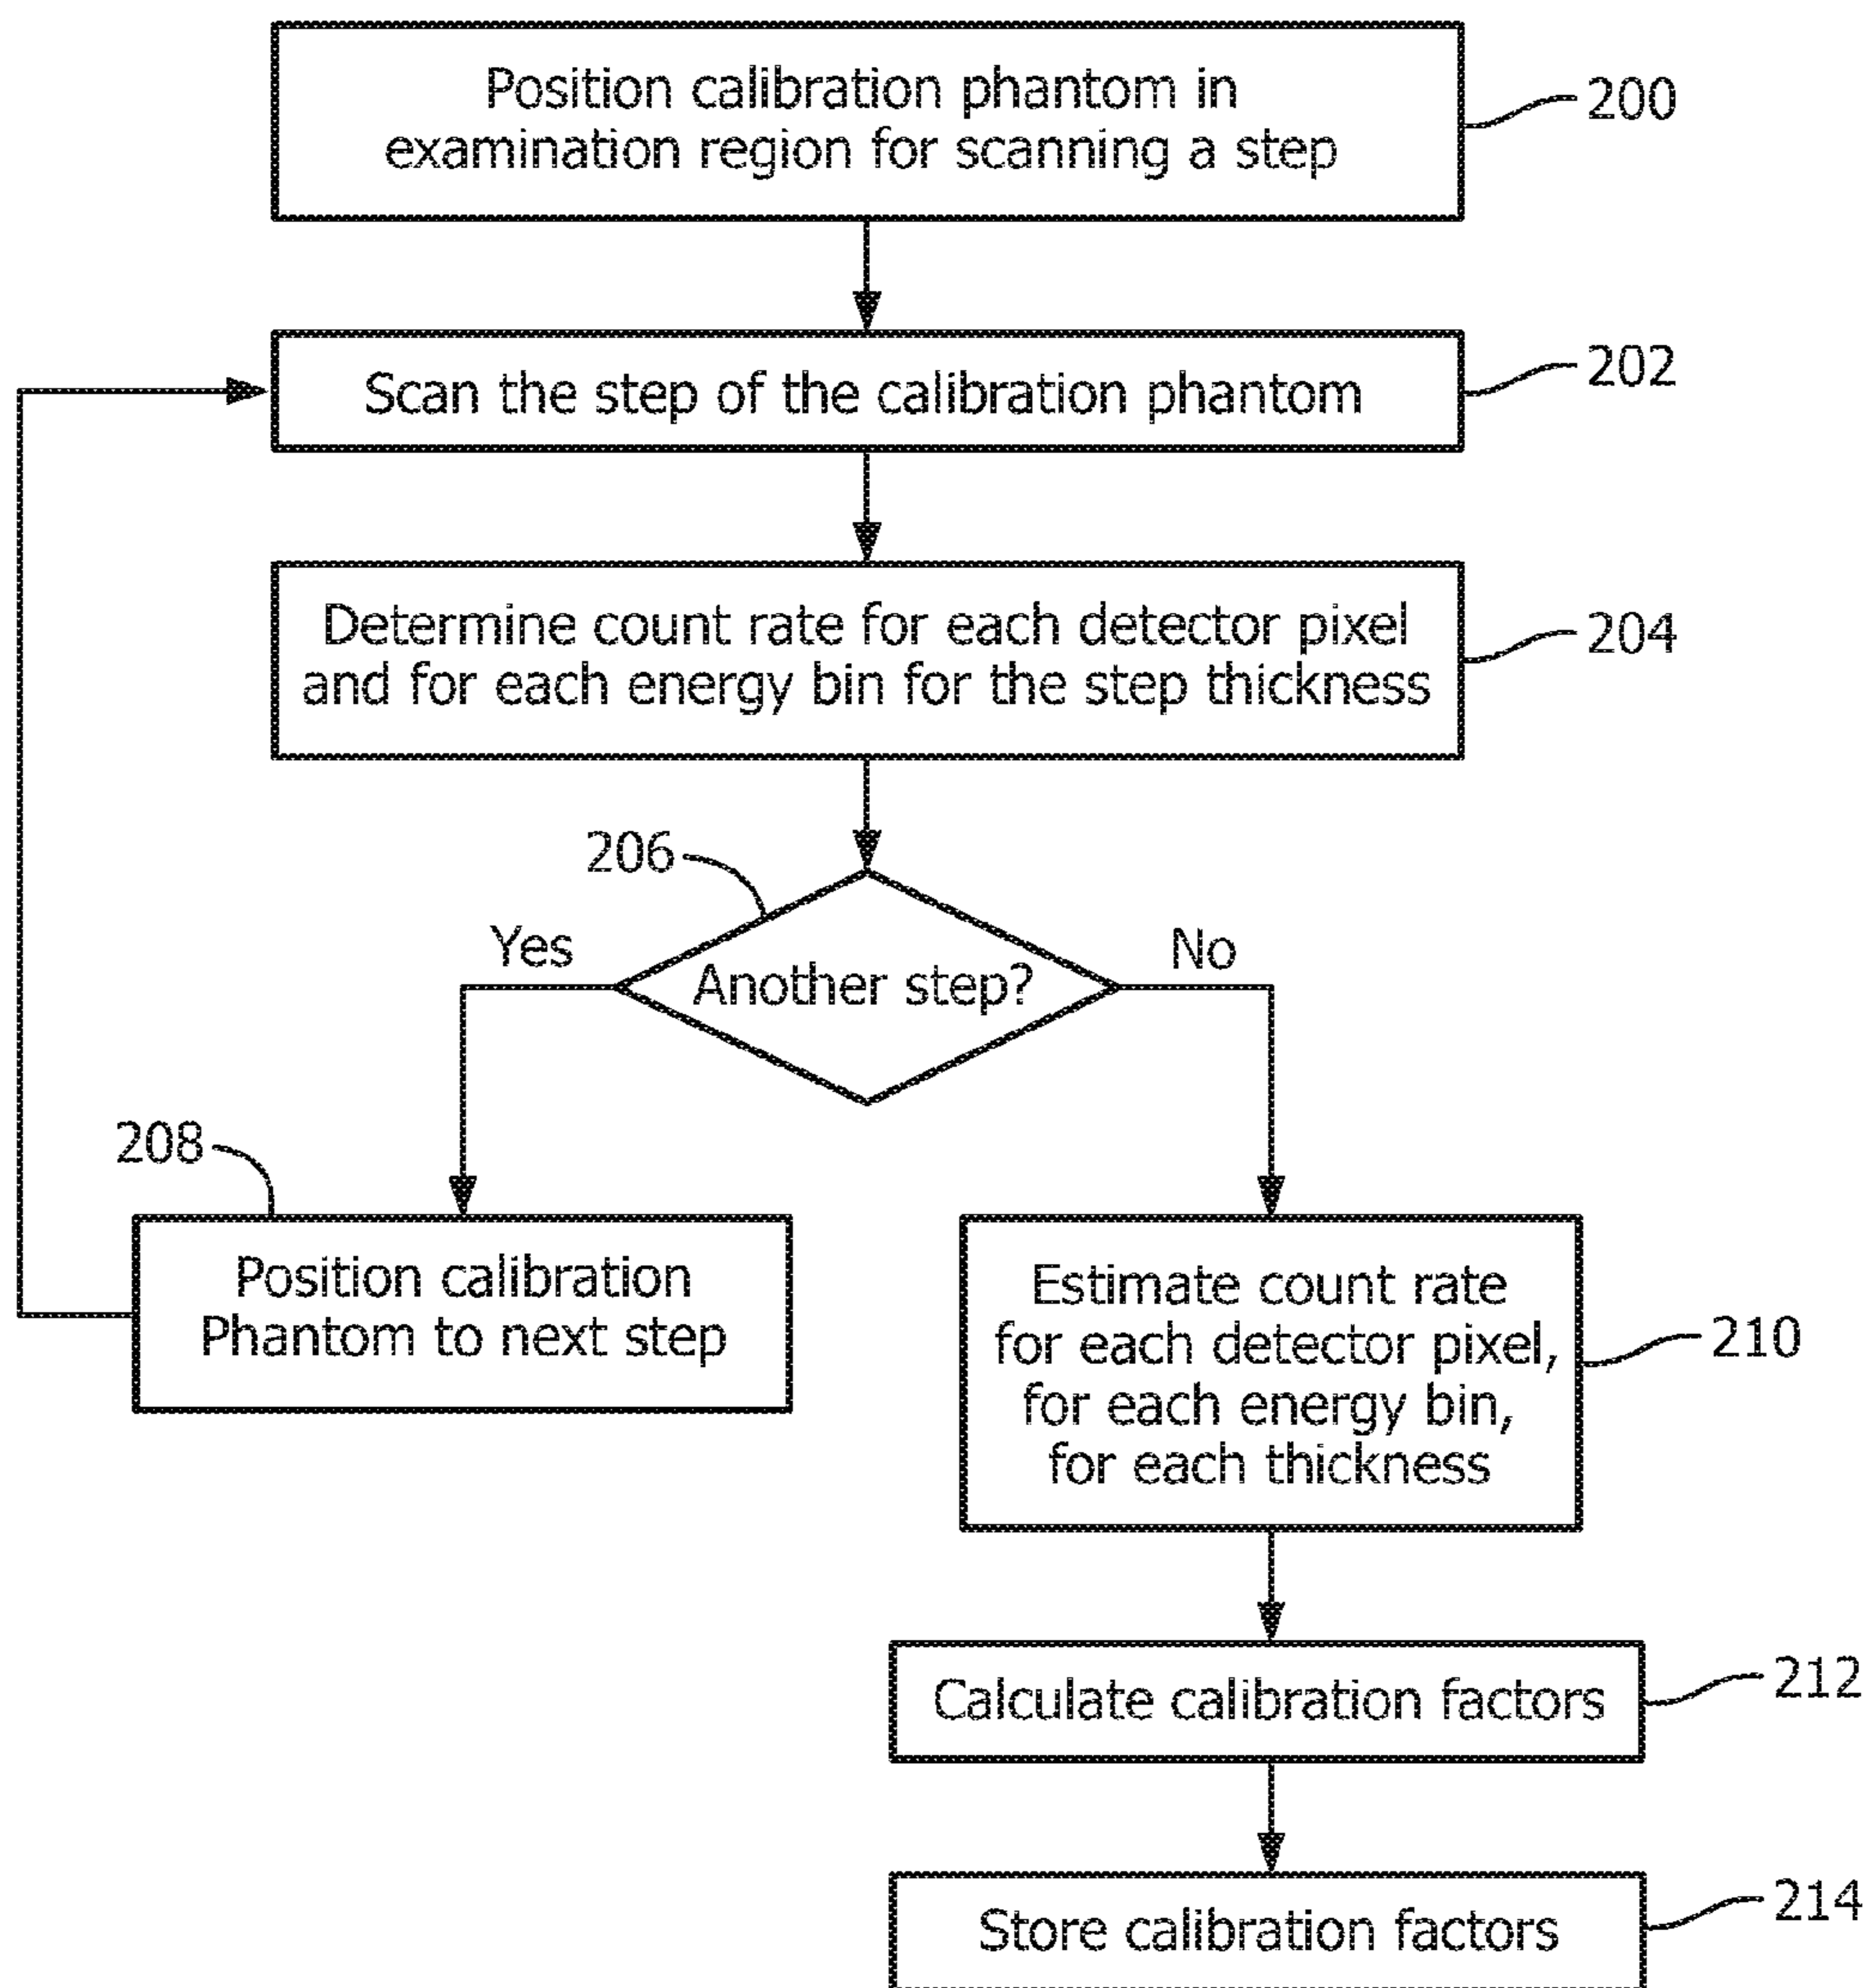 Position calibration phantom in
examination region for scanning a step
200
Scan the step of the calibration phantom
202
Determine count rate for each detector pixel
and for each energy bin for the step thickness
204
206
Yes
Another step?
No
208
Position calibration
Phantom to next step
Estimate count rate
for each detector pixel,
for each energy bin,
for each thickness
210
Calculate calibration factors
212
Store calibration factors
214